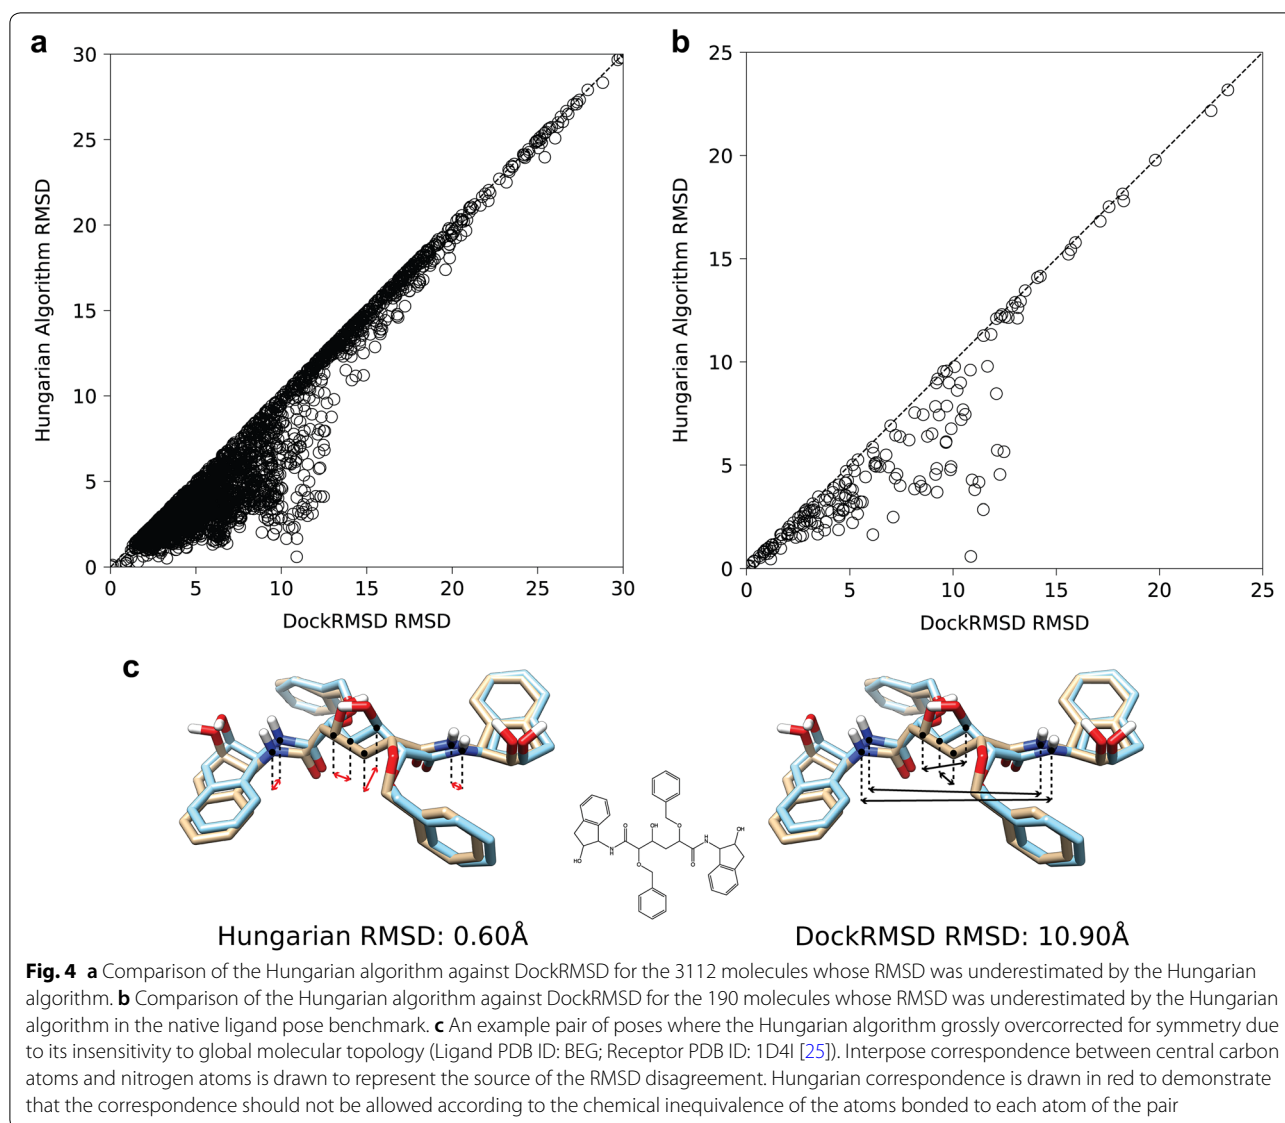 a
30
25
20
15
10
5
0
Hungarian Algorithm RMSD
0 5 10 15 20 25 30
DockRMSD RMSD
b
25
20
15
10
5
0
Hungarian Algorithm RMSD
0 5 10 15 20 25
DockRMSD RMSD
c
HO
NH
O
OH
O
O
O
NH
OH
Hungarian RMSD: 0.60Å
DockRMSD RMSD: 10.90Å
Fig. 4 a Comparison of the Hungarian algorithm against DockRMSD for the 3112 molecules whose RMSD was underestimated by the Hungarian
algorithm. b Comparison of the Hungarian algorithm against DockRMSD for the 190 molecules whose RMSD was underestimated by the Hungarian
algorithm in the native ligand pose benchmark. c An example pair of poses where the Hungarian algorithm grossly overcorrected for symmetry due
to its insensitivity to global molecular topology (Ligand PDB ID: BEG; Receptor PDB ID: 1D4I [25]). Interpose correspondence between central carbon
atoms and nitrogen atoms is drawn to represent the source of the RMSD disagreement. Hungarian correspondence is drawn in red to demonstrate
that the correspondence should not be allowed according to the chemical inequivalence of the atoms bonded to each atom of the pair